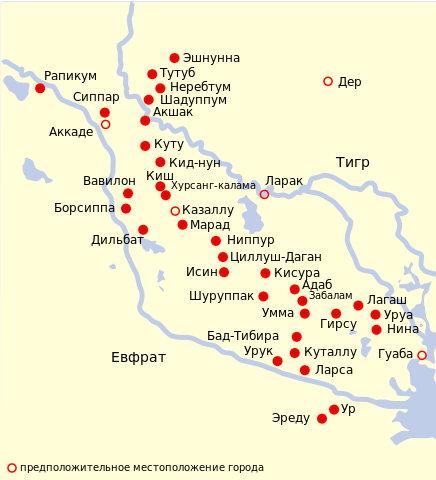 Эшнунна
Тутуб
Рапикум
Неребтум
Дер
Сиппар
Шадуппум
Акшак
Аккаде
Куту
Кид-нун
Тигр
Киш
Вавилон
Хурсанг-калама
Ларак
Борсиппа
Казаллу
Марад
Дильбат
Ниппур
Циллуш-Даган
Исин
Кисура
Адаб
Шуруппак
Забалам
Лагаш
Умма
Гирсу
Уруа
Нина
Бад-Тибира
Урук
Куталлу
Гуаба
Евфрат
Ларса
Ур
Эреду
предположительное местоположение города